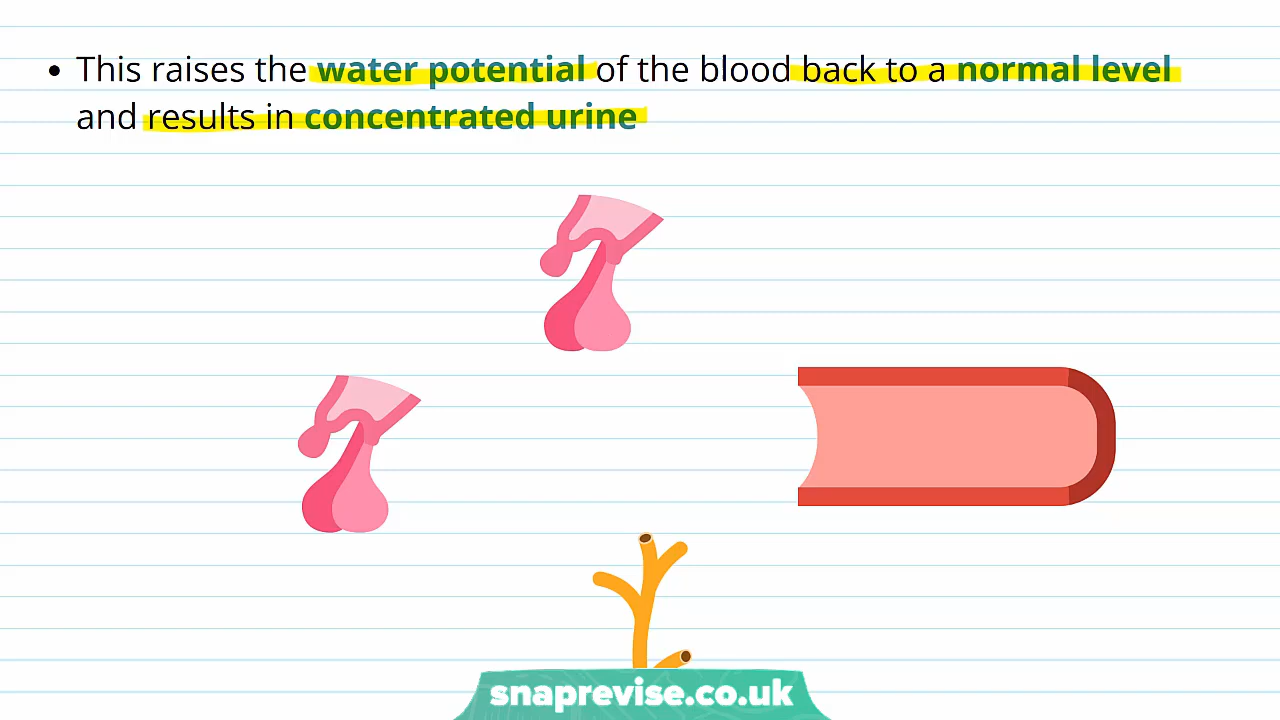 • This raises the water potential of the blood back to a normal level
and results in concentrated urine
snaprevise.co.uk